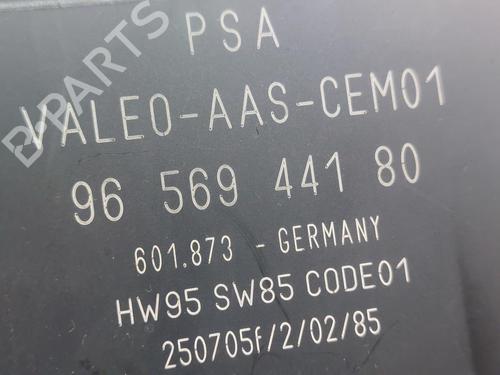 PSA
B-PARTS
VALEO-AAS-CEM01
96 569 441 80
601.873 - GERMANY
HW95 SW85 CODE01
250705F/2/02/85